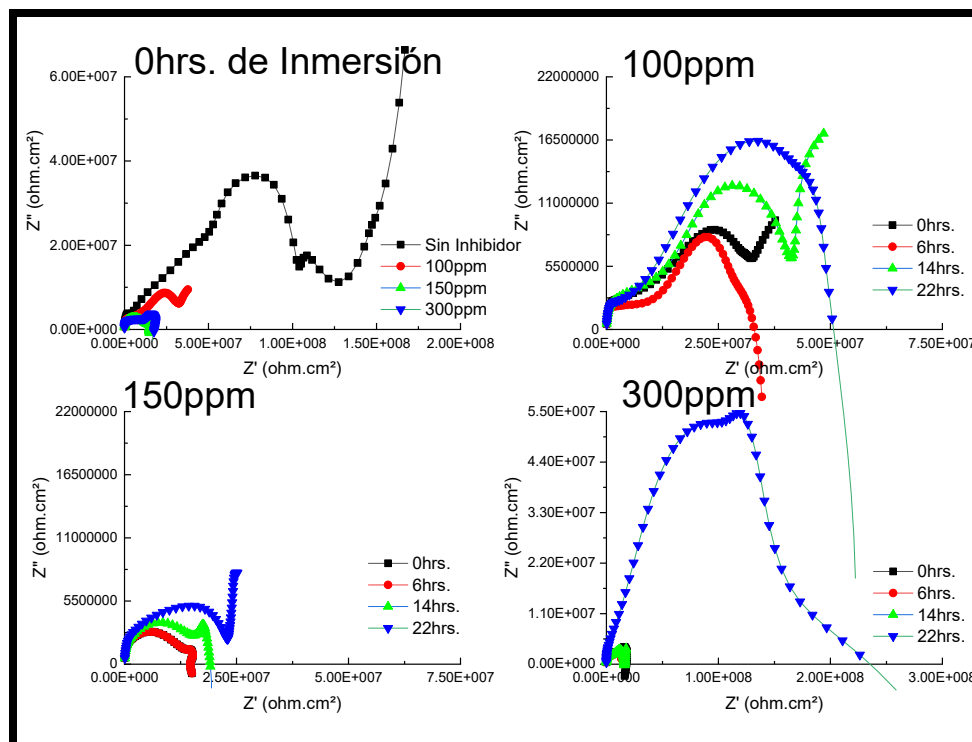 0hrs. de Inmersión
6.00E+007
4.00E+007
2.00E+007
0.00E+000
Z'' (ohm.cm²)
0.00E+000 5.00E+007 1.00E+008 1.50E+008 2.00E+008
Z' (ohm.cm²)
Sin Inhibidor
100ppm
150ppm
300ppm
100ppm
22000000
16500000
11000000
5500000
0
Z'' (ohm.cm²)
0.00E+000 2.50E+007 5.00E+007 7.50E+007
Z' (ohm.cm²)
0hrs.
6hrs.
14hrs.
22hrs.
150ppm
22000000
16500000
11000000
5500000
0
Z'' (ohm.cm²)
0.00E+000 2.50E+007 5.00E+007 7.50E+007
Z' (ohm.cm²)
0hrs.
6hrs.
14hrs.
22hrs.
300ppm
5.50E+007
4.40E+007
3.30E+007
2.20E+007
1.10E+007
0.00E+000
Z'' (ohm.cm²)
0.00E+000 1.00E+008 2.00E+008 3.00E+008
Z' (ohm.cm²)
0hrs.
6hrs.
14hrs.
22hrs.